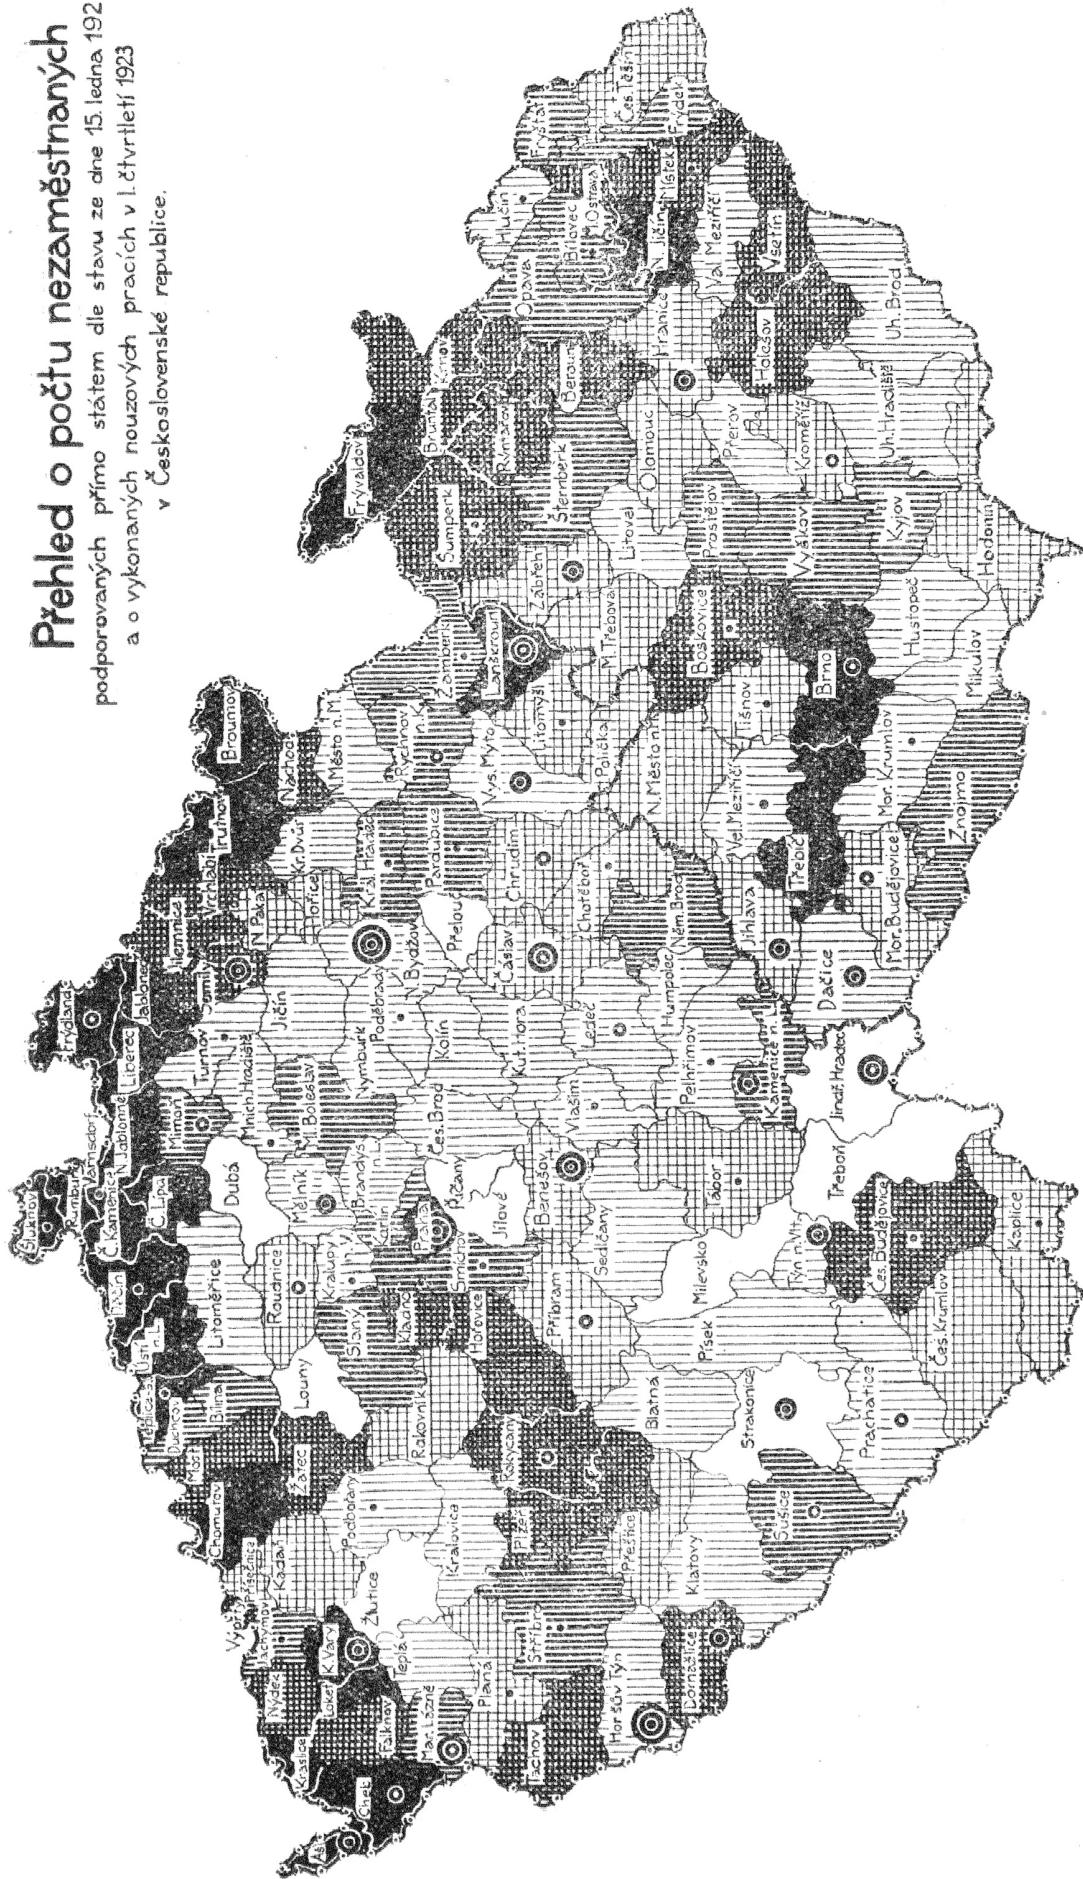 Přehled o počtu nezaměstnaných
podporovaných přímo státem dle stavu ze dne 15. ledna 192
a o vykonaných nouzových pracích v I. čtvrtletí 1923
v Československé republice.
Aš
Cheb
Kraslice
Nydek
Falknov
Loket
K. Vary
Jáchymov
Přísečnice
Kadaň
Chomutov
Most
Žatec
Podbořany
Žlutice
Teplá
Mar. Lázně
Planá
Tachov
Stříbro
Kralovice
Plzeň
Rokycany
Horšův Týn
Domažlice
Přeštice
Klatovy
Sušice
Strakonice
Blatná
Prachatice
Písek
Milevsko
Příbram
Hořovice
Rakovník
Louny
Duchcov
Bílina
Ústí n. L.
Litoměřice
Roudnice
Slaný
Kladno
Kralupy
Smíchov
Praha
Karlín
Brandýs n. L.
Mělník
Dubá
Č. Lípa
Č. Kamenice
Rumburk
Šluknov
Varnsdorf
N. Jablonné
Mimoň
Liberec
Frýdland
Jablonec
Turnov
Mnich. Hradiště
M. Boleslav
Nymburk
Poděbrady
Jičín
Semily
Jilemnice
Vrchlabí
Trutnov
N. Paka
Hořice
Kr. Dvůr
Náchod
Broumov
N. Město n. M.
Rychnov n. K.
Žamberk
Lanškroun
Vys. Mýto
Litomyšl
Polička
Pardubice
Kral. Hradec
N. Bydžov
Přelouč
Chrudim
Chotěboř
Čáslav
Kolín
Kut. Hora
Čes. Brod
Říčany
Jílové
Benešov
Vlašim
Ledeč
Humpolec
Něm. Brod
Pelhřimov
Kamenice n. L.
Sedlčany
Tábor
Týn n. Vlt.
Třeboň
Jindř. Hradec
Čes. Budějovice
Čes. Krumlov
Kaplice
Dačice
Jihlava
Třebíč
Mor. Budějovice
Znojmo
Mor. Krumlov
Vel. Meziříčí
N. Město n. M.
Tišnov
Brno
Boskovice
M. Třebová
Zábřeh
Šumperk
Frývaldov
Bruntál
Krnov
Rýmařov
Šternberk
Litovel
Olomouc
Prostějov
Vyškov
Přerov
Kroměříž
Kyjov
Hustopeč
Mikulov
Hodonín
Uh. Hradiště
Uh. Brod
Holešov
Vsetín
Val. Meziříčí
Hranice
Beroun
Opava
Bílovec
M. Ostrava
Hlučín
N. Jičín
Místek
Frýdek
Fryštát
Čes. Těšín